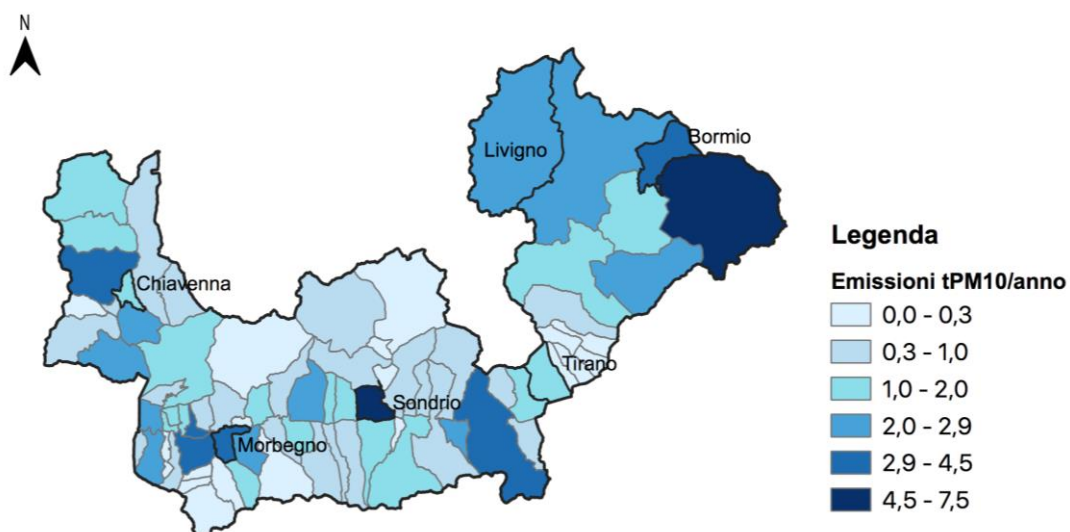 N
Livigno
Bormio
Chiavenna
Tirano
Sondrio
Morbegno
Legenda
Emissioni tPM10/anno
0,0 - 0,3
0,3 - 1,0
1,0 - 2,0
2,0 - 2,9
2,9 - 4,5
4,5 - 7,5